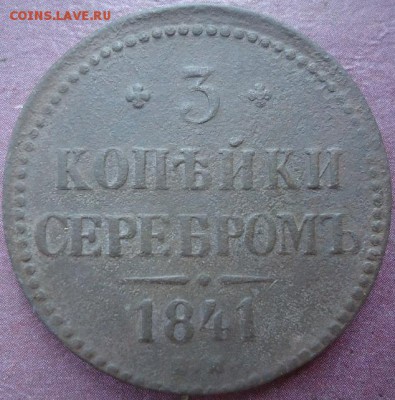 COINS.LAVE.RU
3
КОПѢЙКИ
СЕРЕБРОМЪ
1841